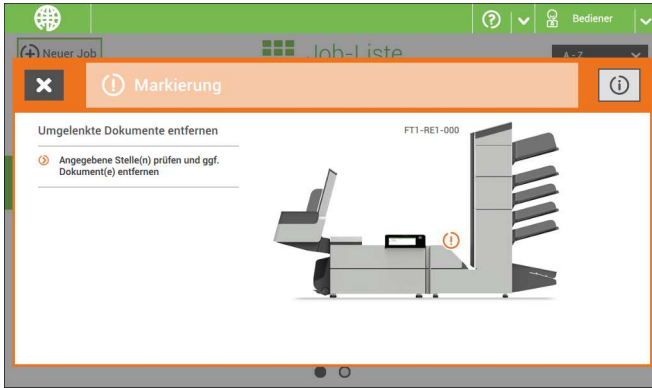 Bediener
Neuer Job
Job-Liste
A - Z
Markierung
Umgelenkte Dokumente entfernen
FT1-RE1-000
Angegebene Stelle(n) prüfen und ggf.
Dokument(e) entfernen